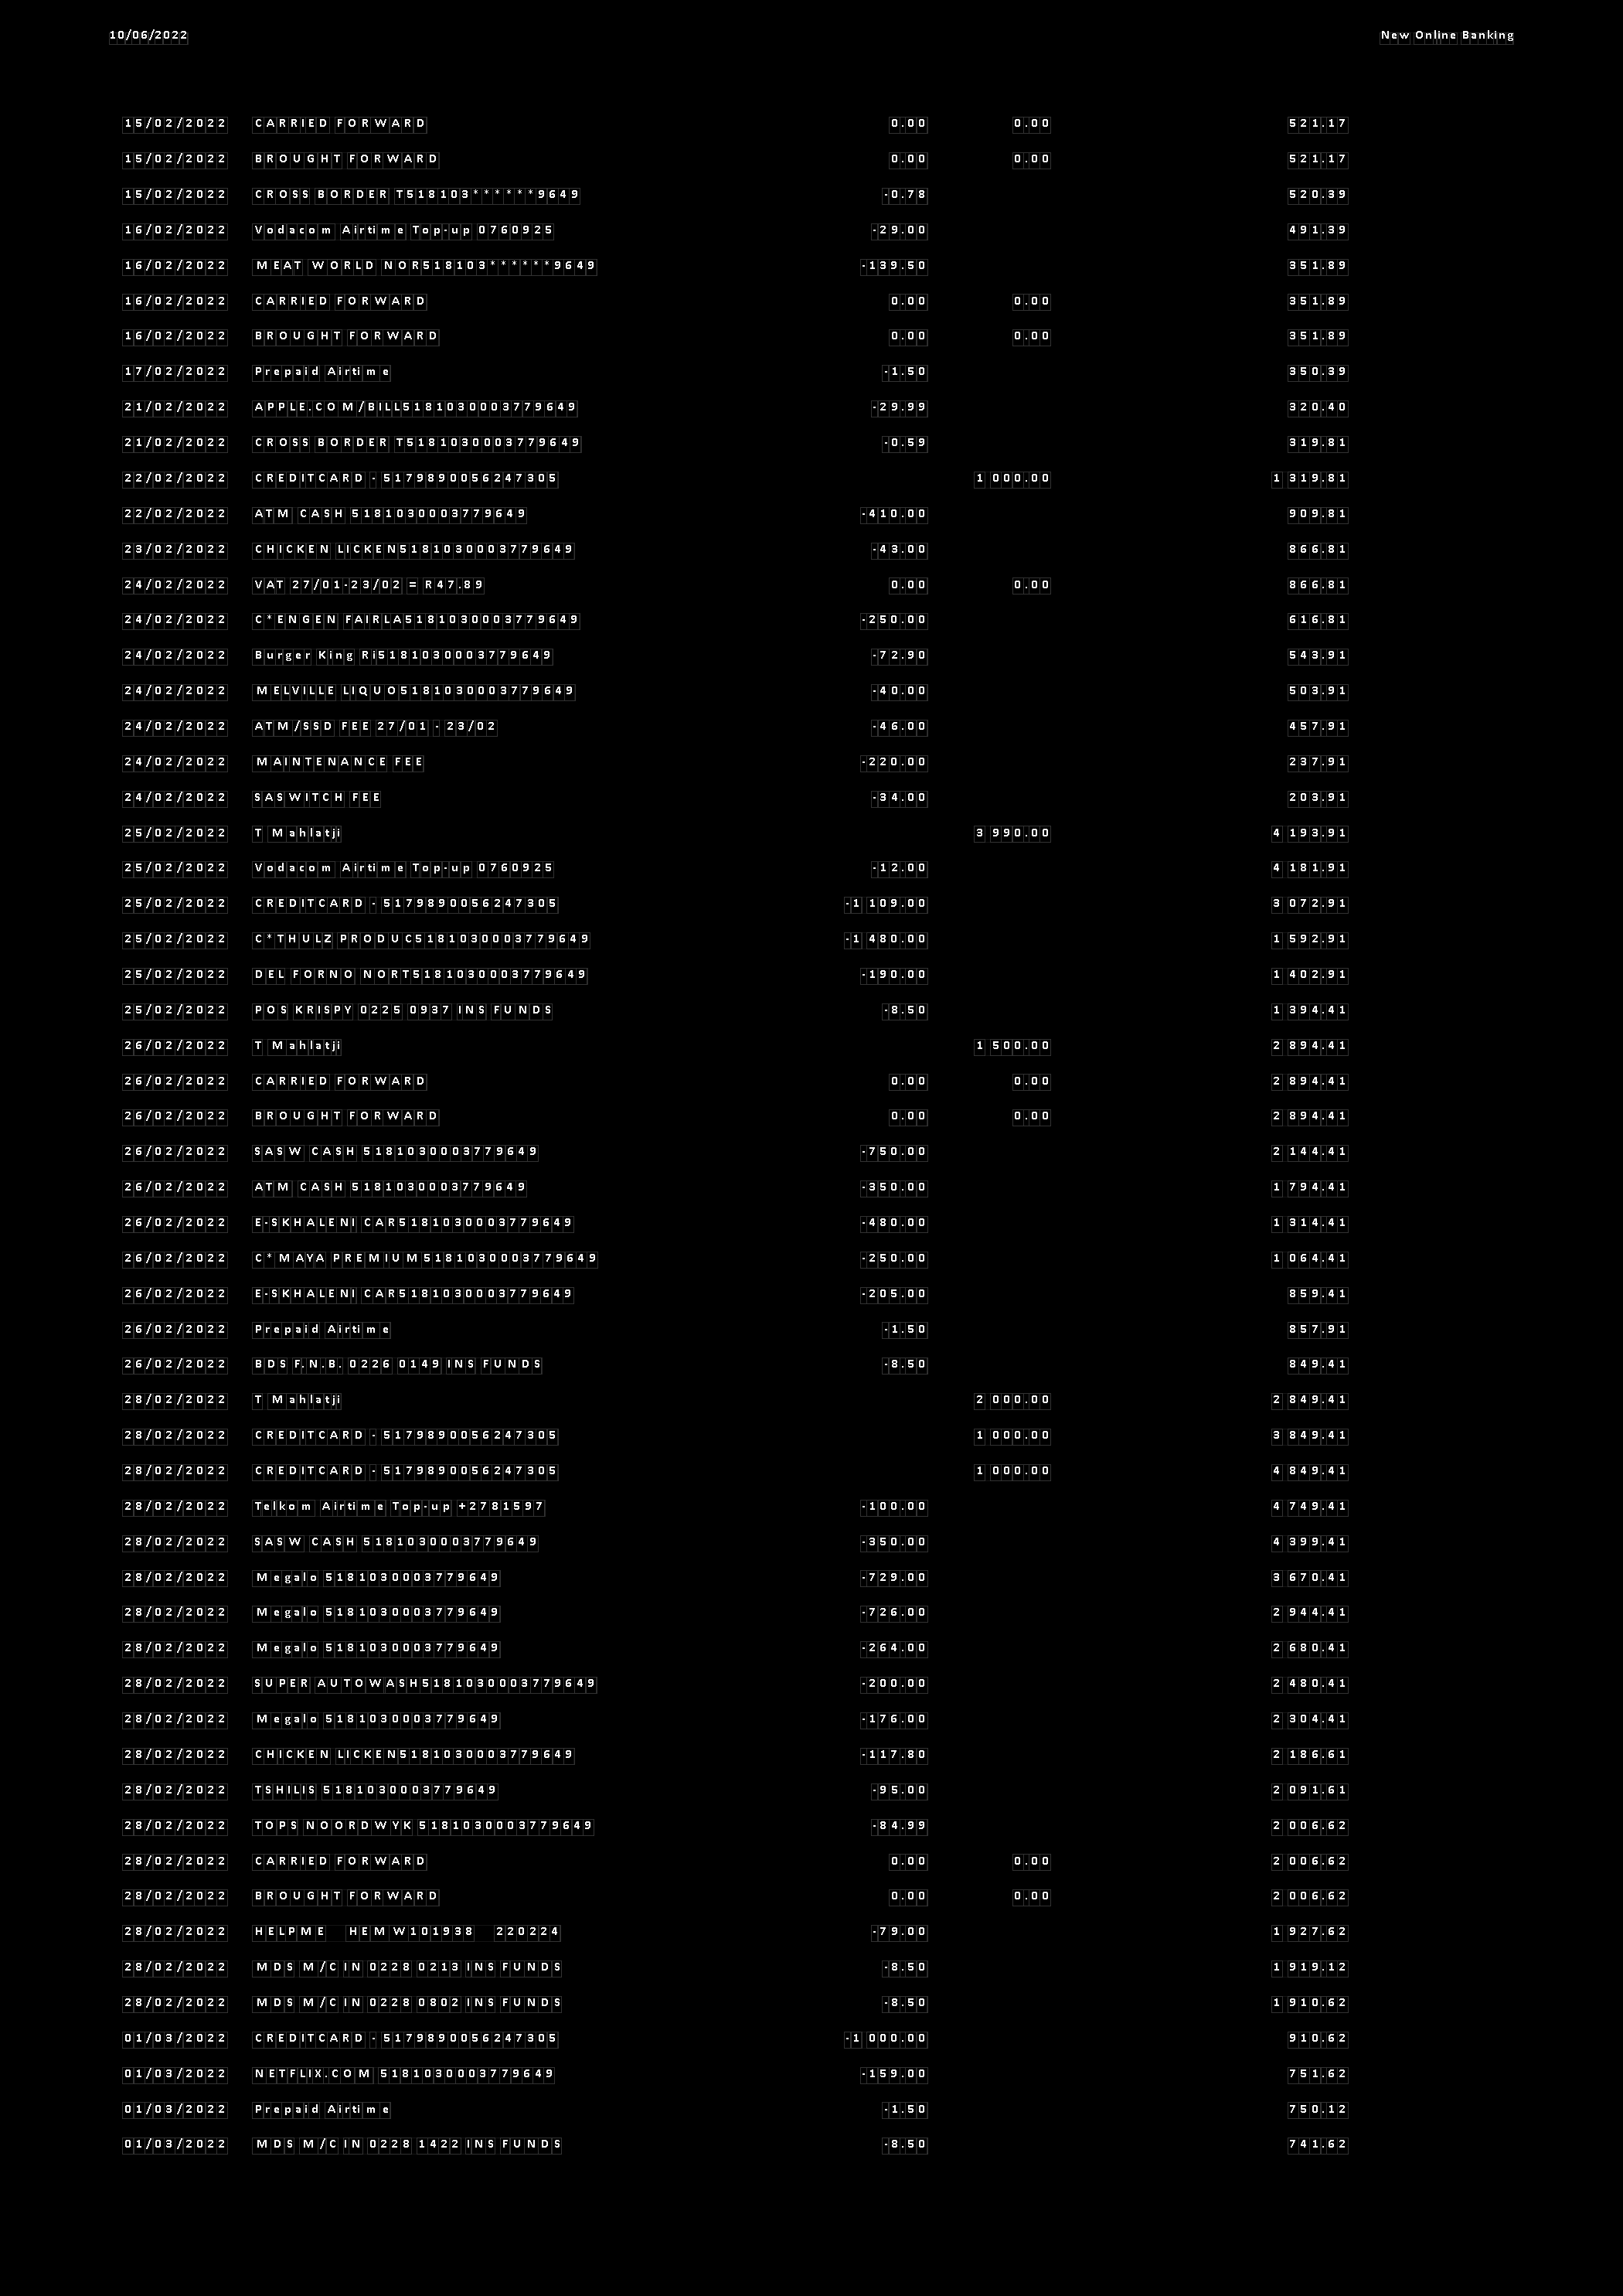 10/06/2022 New Online Banking
15/02/2022 CARRIED FORWARD 0.00 0.00 521.17
15/02/2022 BROUGHT FORWARD 0.00 0.00 521.17
15/02/2022 CROSS BORDER T518103******9649 -0.78 520.39
16/02/2022 Vodacom Airtime Top-up 0760925 -29.00 491.39
16/02/2022 MEAT WORLD NOR518103******9649 -139.50 351.89
16/02/2022 CARRIED FORWARD 0.00 0.00 351.89
16/02/2022 BROUGHT FORWARD 0.00 0.00 351.89
17/02/2022 Prepaid Airtime -1.50 350.39
21/02/2022 APPLE.COM/BILL5181030003779649 -29.99 320.40
21/02/2022 CROSS BORDER T5181030003779649 -0.59 319.81
22/02/2022 CREDITCARD - 5179890056247305 1 000.00 1 319.81
22/02/2022 ATM CASH 5181030003779649 -410.00 909.81
23/02/2022 CHICKEN LICKEN5181030003779649 -43.00 866.81
24/02/2022 VAT 27/01-23/02 = R47.89 0.00 0.00 866.81
24/02/2022 C*ENGEN FAIRLA5181030003779649 -250.00 616.81
24/02/2022 Burger King Ri5181030003779649 -72.90 543.91
24/02/2022 MELVILLE LIQUO5181030003779649 -40.00 503.91
24/02/2022 ATM/SSD FEE 27/01 - 23/02 -46.00 457.91
24/02/2022 MAINTENANCE FEE -220.00 237.91
24/02/2022 SASWITCH FEE -34.00 203.91
25/02/2022 T Mahlatji 3 990.00 4 193.91
25/02/2022 Vodacom Airtime Top-up 0760925 -12.00 4 181.91
25/02/2022 CREDITCARD - 5179890056247305 -1 109.00 3 072.91
25/02/2022 C*THULZ PRODUC5181030003779649 -1 480.00 1 592.91
25/02/2022 DEL FORNO NORT5181030003779649 -190.00 1 402.91
25/02/2022 POS KRISPY 0225 0937 INS FUNDS -8.50 1 394.41
26/02/2022 T Mahlatji 1 500.00 2 894.41
26/02/2022 CARRIED FORWARD 0.00 0.00 2 894.41
26/02/2022 BROUGHT FORWARD 0.00 0.00 2 894.41
26/02/2022 SASW CASH 5181030003779649 -750.00 2 144.41
26/02/2022 ATM CASH 5181030003779649 -350.00 1 794.41
26/02/2022 E-SKHALENI CAR5181030003779649 -480.00 1 314.41
26/02/2022 C*MAYA PREMIUM5181030003779649 -250.00 1 064.41
26/02/2022 E-SKHALENI CAR5181030003779649 -205.00 859.41
26/02/2022 Prepaid Airtime -1.50 857.91
26/02/2022 BDS F.N.B. 0226 0149 INS FUNDS -8.50 849.41
28/02/2022 T Mahlatji 2 000.00 2 849.41
28/02/2022 CREDITCARD - 5179890056247305 1 000.00 3 849.41
28/02/2022 CREDITCARD - 5179890056247305 1 000.00 4 849.41
28/02/2022 Telkom Airtime Top-up +2781597 -100.00 4 749.41
28/02/2022 SASW CASH 5181030003779649 -350.00 4 399.41
28/02/2022 Megalo 5181030003779649 -729.00 3 670.41
28/02/2022 Megalo 5181030003779649 -726.00 2 944.41
28/02/2022 Megalo 5181030003779649 -264.00 2 680.41
28/02/2022 SUPER AUTOWASH5181030003779649 -200.00 2 480.41
28/02/2022 Megalo 5181030003779649 -176.00 2 304.41
28/02/2022 CHICKEN LICKEN5181030003779649 -117.80 2 186.61
28/02/2022 TSHILIS 5181030003779649 -95.00 2 091.61
28/02/2022 TOPS NOORDWYK 5181030003779649 -84.99 2 006.62
28/02/2022 CARRIED FORWARD 0.00 0.00 2 006.62
28/02/2022 BROUGHT FORWARD 0.00 0.00 2 006.62
28/02/2022 HELPME HEMW101938 220224 -79.00 1 927.62
28/02/2022 MDS M/C IN 0228 0213 INS FUNDS -8.50 1 919.12
28/02/2022 MDS M/C IN 0228 0802 INS FUNDS -8.50 1 910.62
01/03/2022 CREDITCARD - 5179890056247305 -1 000.00 910.62
01/03/2022 NETFLIX.COM 5181030003779649 -159.00 751.62
01/03/2022 Prepaid Airtime -1.50 750.12
01/03/2022 MDS M/C IN 0228 1422 INS FUNDS -8.50 741.62